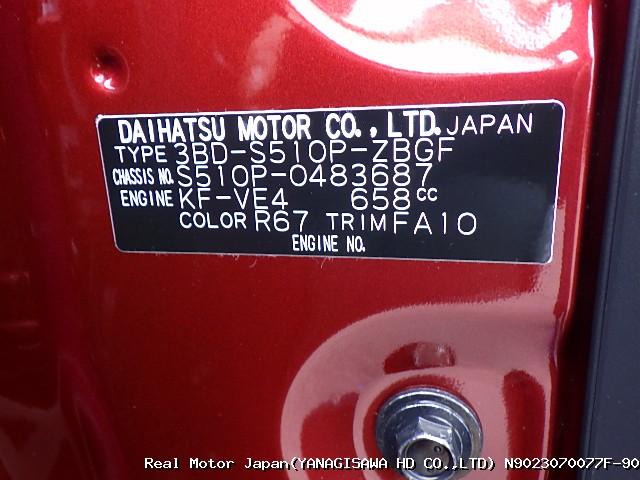 DAIHATSU MOTOR CO., LTD. JAPAN
TYPE 3BD-S510P-ZBGF
CHASSIS NO. S510P-0483687
ENGINE KF-VE4 658cc
COLOR R67 TRIM FA10
ENGINE NO.
Real Motor Japan(YANAGISAWA HD CO.,LTD) N9023070077F-90